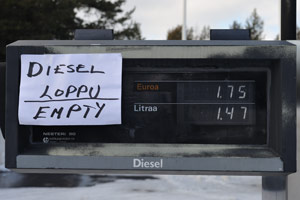 DIESEL
LOPPU
EMPTY
Euroa 1.75
Litraa 1.47
Diesel